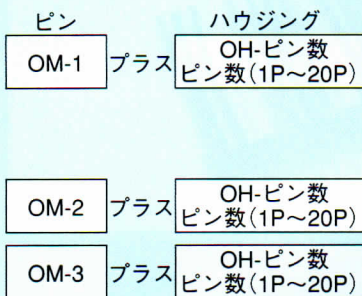 ピン ハウジング
OM-1 プラス OH-ピン数
ピン数(1P～20P)
OM-2 プラス OH-ピン数
ピン数(1P～20P)
OM-3 プラス OH-ピン数
ピン数(1P～20P)